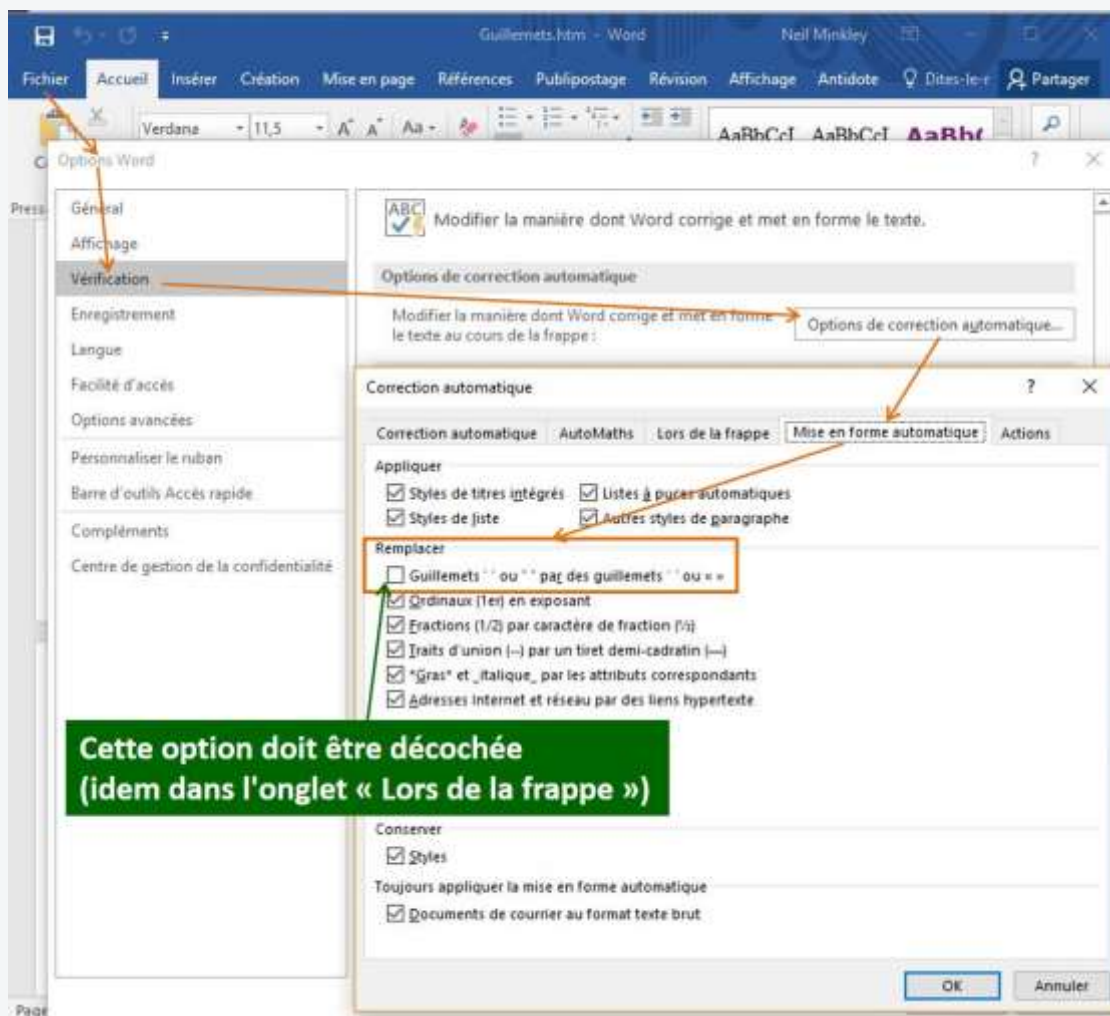 Guillemets.htm - Word
Neil Minkley
Fichier Accueil Insérer Création Mise en page Références Publipostage Révision Affichage Antidote Dites-le-r Partager
Verdana 11,5 A A Aa
AaBbCcI AaBbCcI AaBb(
Options Word
?
Press
Général
Affichage
Vérification
Enregistrement
Langue
Facilité d'accès
Options avancées
Personnaliser le ruban
Barre d'outils Accès rapide
Compléments
Centre de gestion de la confidentialité
ABC Modifier la manière dont Word corrige et met en forme le texte.
Options de correction automatique
Modifier la manière dont Word corrige et met en forme
le texte au cours de la frappe :
Options de correction automatique...
Correction automatique
?
Correction automatique AutoMaths Lors de la frappe Mise en forme automatique Actions
Appliquer
Styles de titres intégrés Listes à puces automatiques
Styles de liste Autres styles de paragraphe
Remplacer
Guillemets ' ' ou " " par des guillemets ' ' ou « »
Ordinaux (1er) en exposant
Fractions (1/2) par caractère de fraction (½)
Traits d'union (--) par un tiret demi-cadratin (—)
*Gras* et _italique_ par les attributs correspondants
Adresses Internet et réseau par des liens hypertexte
Cette option doit être décochée
(idem dans l'onglet « Lors de la frappe »)
Conserver
Styles
Toujours appliquer la mise en forme automatique
Documents de courrier au format texte brut
OK Annuler
Page